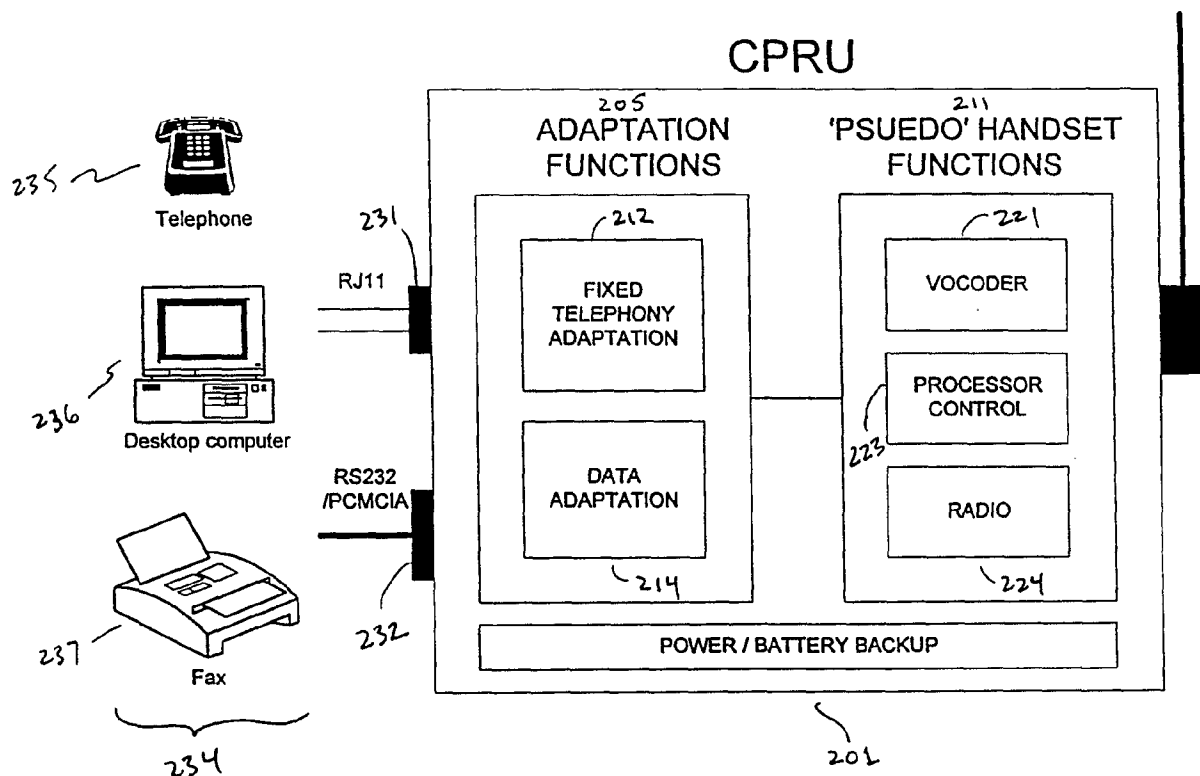 CPRU
205
ADAPTATION
FUNCTIONS
211
'PSUEDO' HANDSET
FUNCTIONS
235
Telephone
231
RJ11
212
FIXED
TELEPHONY
ADAPTATION
221
VOCODER
236
Desktop computer
223
PROCESSOR
CONTROL
RS232
/PCMCIA
DATA
ADAPTATION
214
RADIO
224
232
237
Fax
POWER / BATTERY BACKUP
234
201